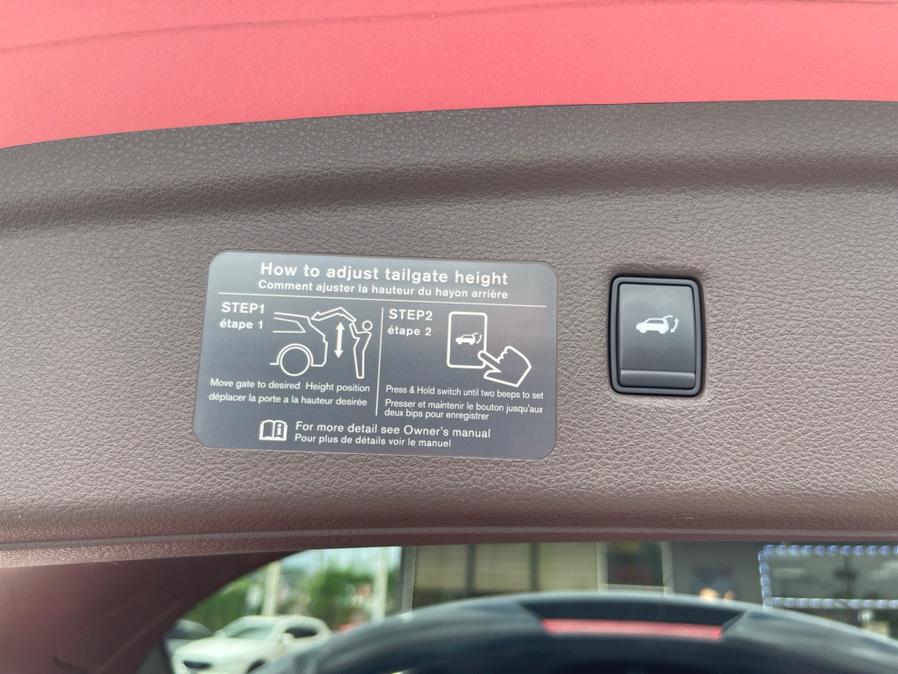 How to adjust tailgate height
Comment ajuster la hauteur du hayon arrière
STEP1
étape 1
Move gate to desired Height position
déplacer la porte a la hauteur desirée
STEP2
étape 2
Press & Hold switch until two beeps to set
Presser et maintenir le bouton jusqu'aux
deux bips pour enregistrer
For more detail see Owner's manual
Pour plus de détails voir le manuel